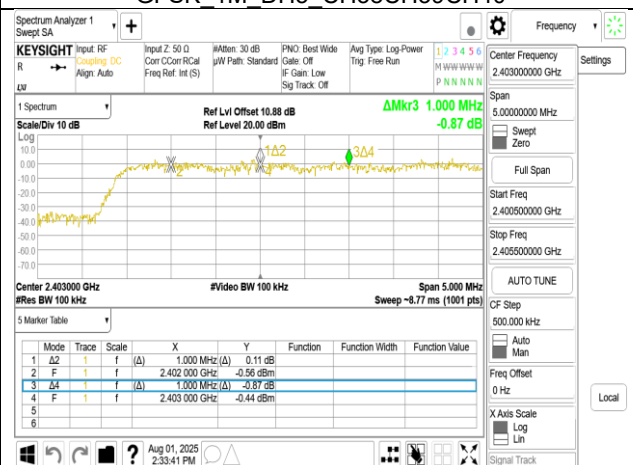 Spectrum Analyzer 1
Swept SA
Frequency
KEYSIGHT
R
Input: RF
Coupling: DC
Align: Auto
Input Z: 50 Ω
Corr CCorr RCal
Freq Ref: Int (S)
#Atten: 30 dB
µW Path: Standard
PNO: Best Wide
Gate: Off
IF Gain: Low
Sig Track: Off
Avg Type: Log-Power
Trig: Free Run
1 2 3 4 5 6
M W W W W W
P N N N N N
LXI
Center Frequency
2.403000000 GHz
Settings
Span
5.00000000 MHz
Swept
Zero
Full Span
Start Freq
2.400500000 GHz
Stop Freq
2.405500000 GHz
AUTO TUNE
CF Step
500.000 kHz
Auto
Man
Freq Offset
0 Hz
X Axis Scale
Log
Lin
Signal Track
Local
1 Spectrum
Scale/Div 10 dB
Log
Ref Lvl Offset 10.88 dB
Ref Level 20.00 dBm
ΔMkr3 1.000 MHz
-0.87 dB
10.0
0.00
-10.0
-20.0
-30.0
-40.0
-50.0
-60.0
-70.0
1Δ2
3Δ4
2
4
Center 2.403000 GHz
#Res BW 100 kHz
#Video BW 100 kHz
Span 5.000 MHz
Sweep ~8.77 ms (1001 pts)
5 Marker Table
Mode Trace Scale X Y Function Function Width Function Value
1 Δ2 1 f (Δ) 1.000 MHz (Δ) 0.11 dB
2 F 1 f 2.402 000 GHz -0.56 dBm
3 Δ4 1 f (Δ) 1.000 MHz (Δ) -0.87 dB
4 F 1 f 2.403 000 GHz -0.44 dBm
5
6
Aug 01, 2025
2:33:41 PM